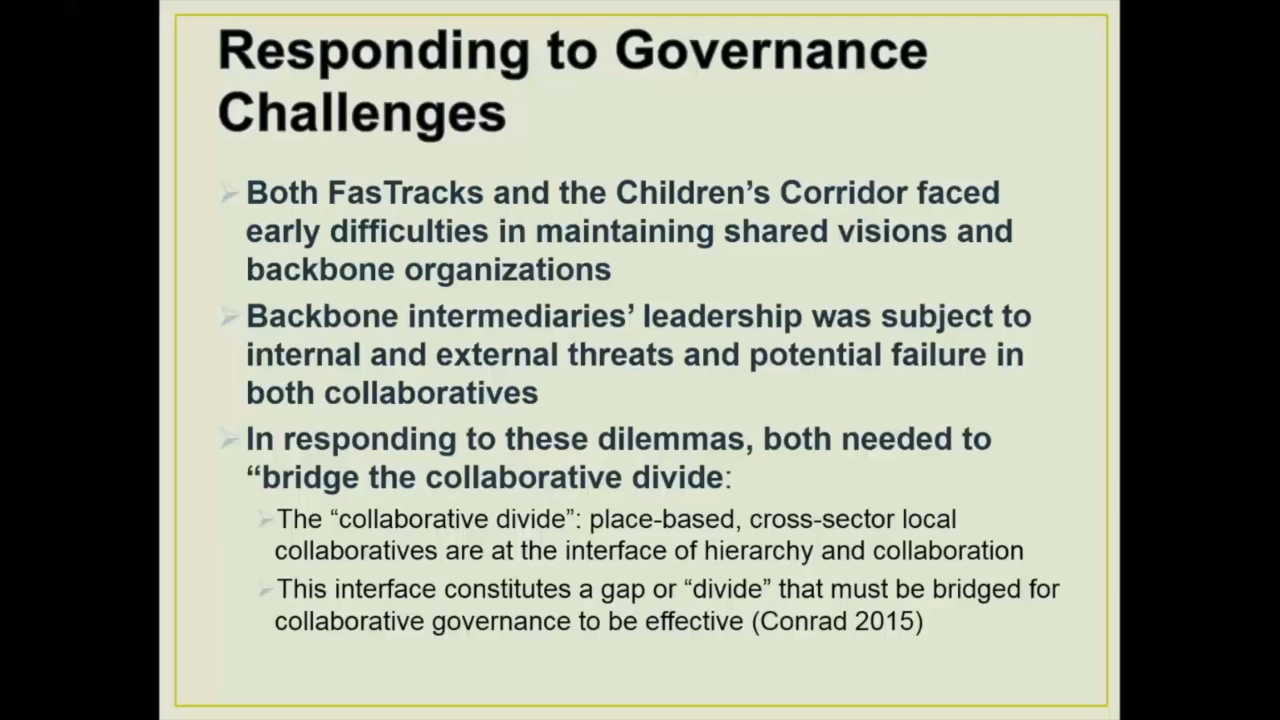 Responding to Governance
Challenges
Both FasTracks and the Children’s Corridor faced
early difficulties in maintaining shared visions and
backbone organizations
Backbone intermediaries’ leadership was subject to
internal and external threats and potential failure in
both collaboratives
In responding to these dilemmas, both needed to
“bridge the collaborative divide:
The “collaborative divide”: place-based, cross-sector local
collaboratives are at the interface of hierarchy and collaboration
This interface constitutes a gap or “divide” that must be bridged for
collaborative governance to be effective (Conrad 2015)